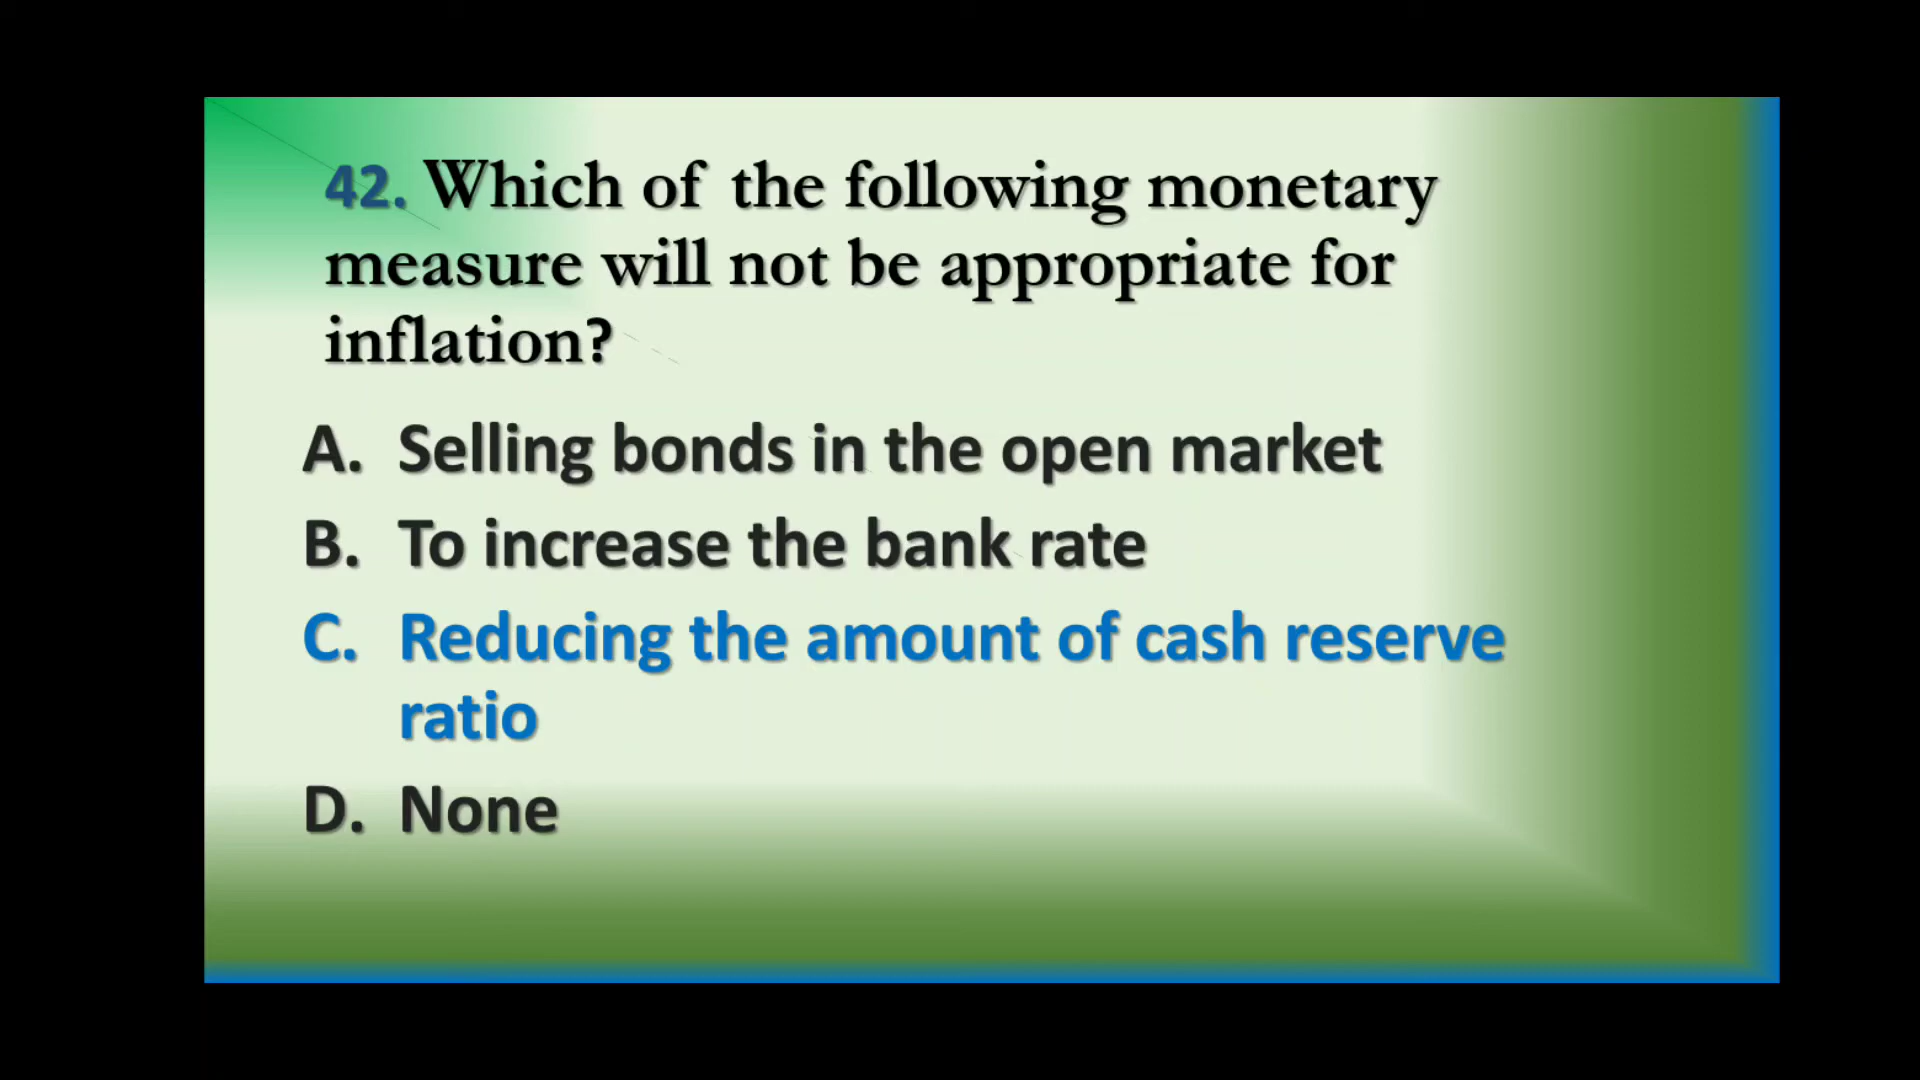 42. Which of the following monetary
measure will not be appropriate for
inflation?
A. Selling bonds in the open market
B. To increase the bank rate
C. Reducing the amount of cash reserve
ratio
D. None